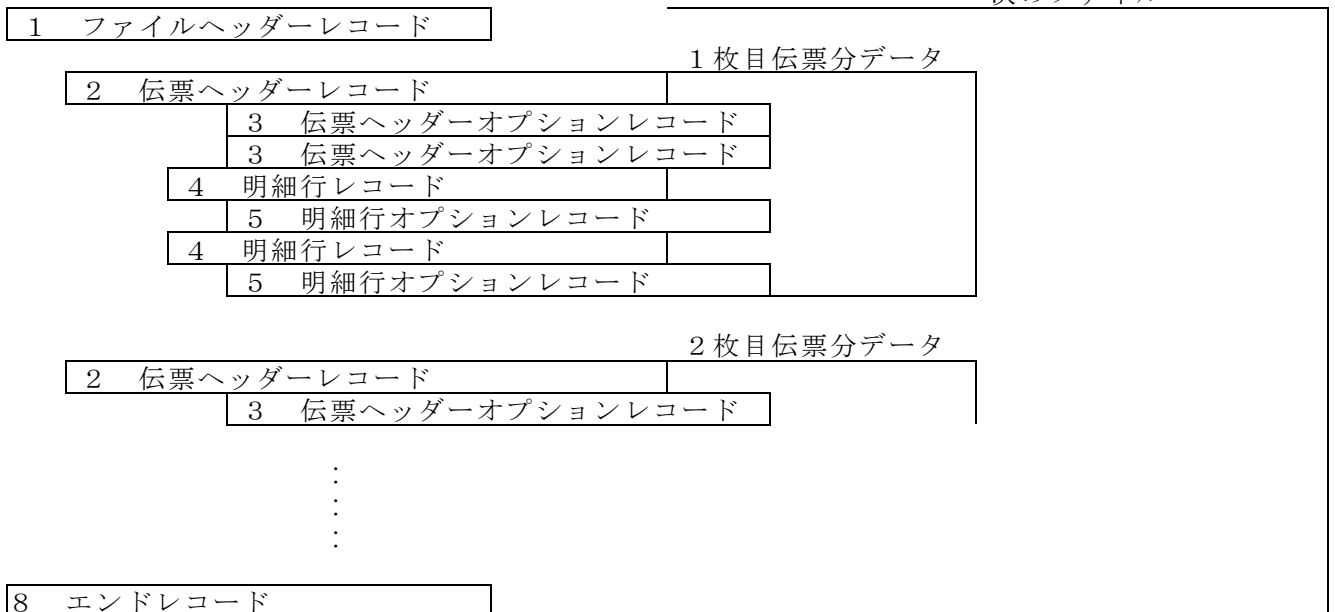 1 ファイルヘッダーレコード
1枚目伝票分データ
2 伝票ヘッダーレコード
3 伝票ヘッダーオプションレコード
3 伝票ヘッダーオプションレコード
4 明細行レコード
5 明細行オプションレコード
4 明細行レコード
5 明細行オプションレコード
2枚目伝票分データ
2 伝票ヘッダーレコード
3 伝票ヘッダーオプションレコード
:
:
:
8 エンドレコード